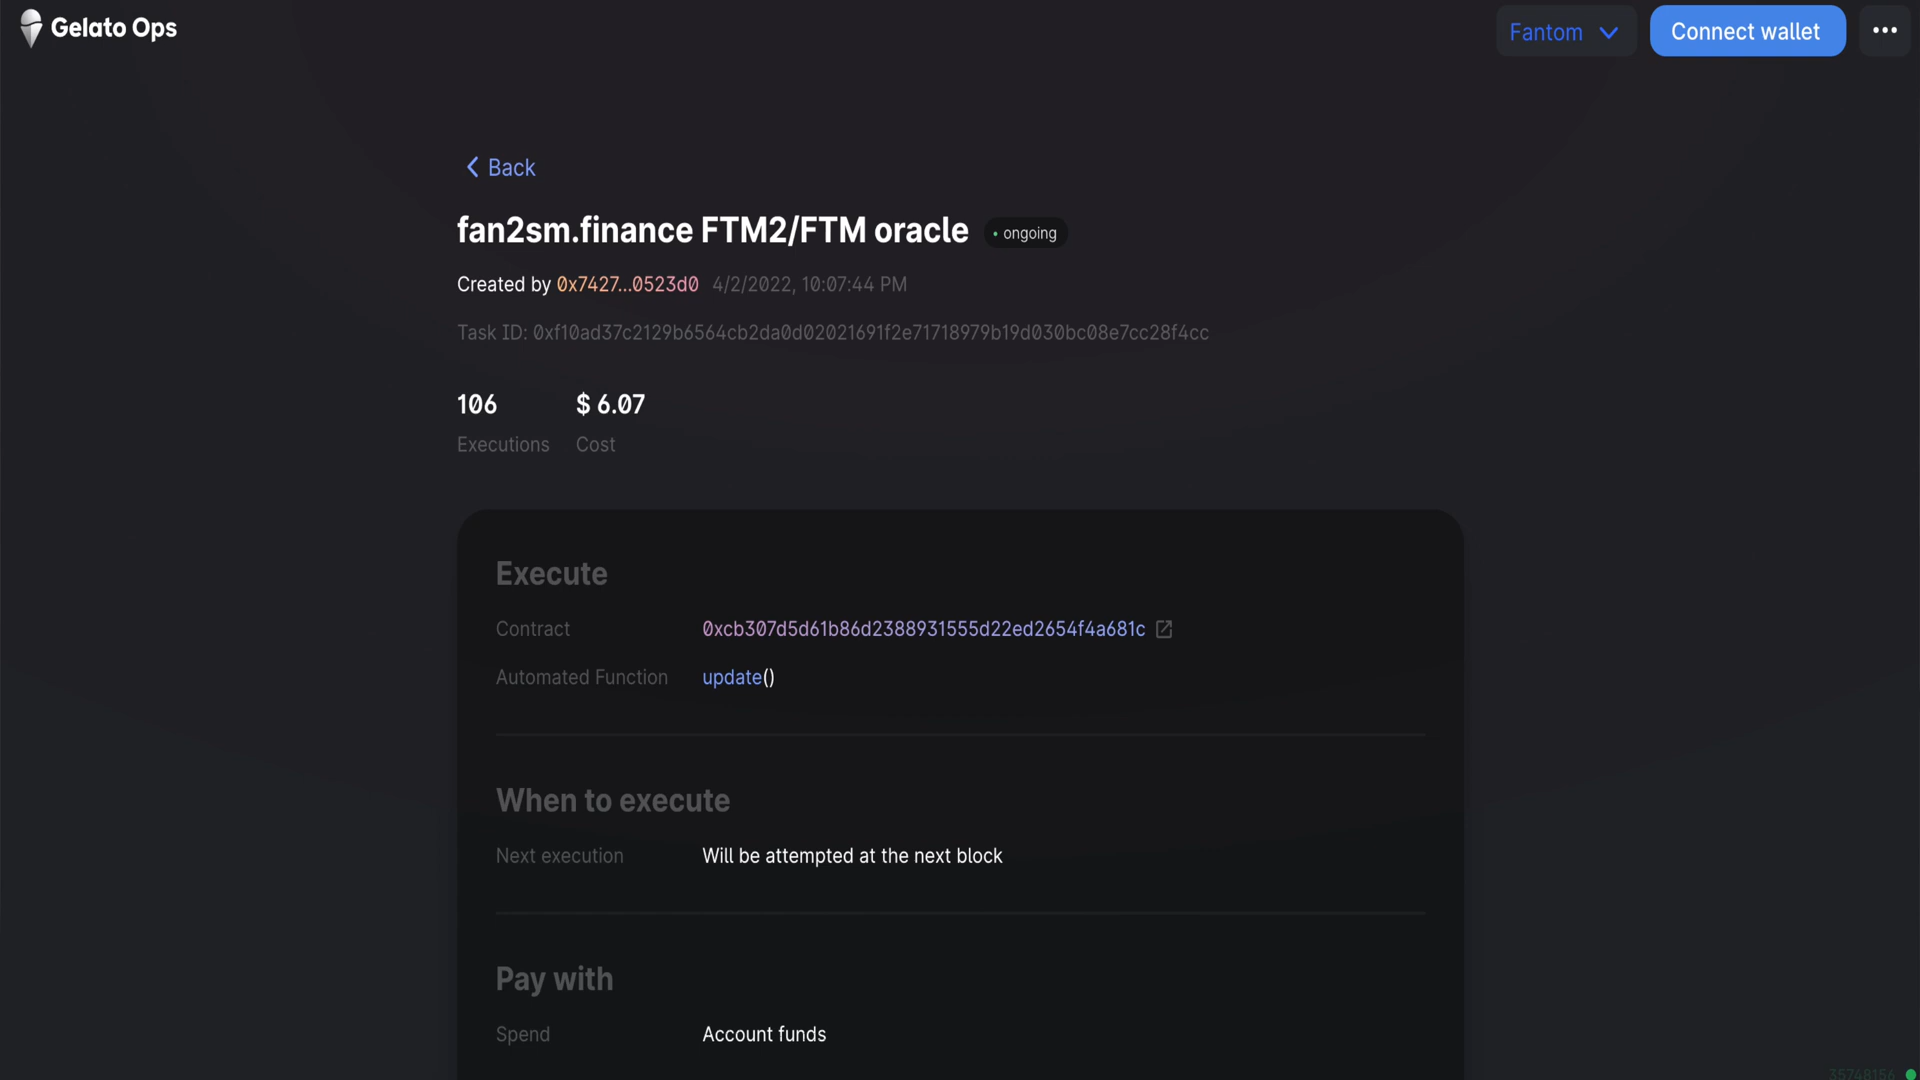 Gelato Ops
Fantom
Connect wallet
Back
fan2sm.finance FTM2/FTM oracle
ongoing
Created by 0x7427...0523d0 4/2/2022, 10:07:44 PM
Task ID: 0xf10ad37c2129b6564cb2da0d02021691f2e71718979b19d030bc08e7cc28f4cc
106
$ 6.07
Executions
Cost
Execute
Contract
0xcb307d5d61b86d2388931555d22ed2654f4a681c
Automated Function
update()
When to execute
Next execution
Will be attempted at the next block
Pay with
Spend
Account funds
35748156